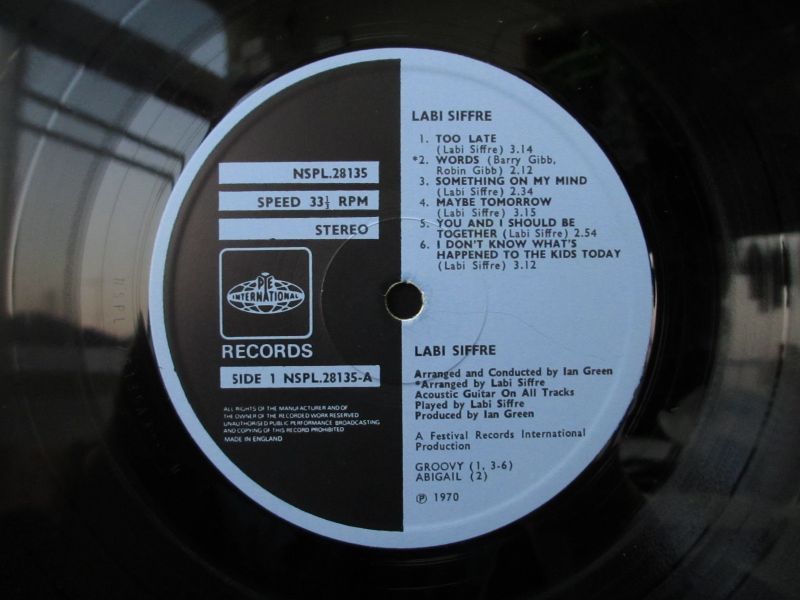 NSPL.28135
SPEED 33⅓ RPM
STEREO
PYE
INTERNATIONAL
RECORDS
SIDE 1 NSPL.28135-A
ALL RIGHTS OF THE MANUFACTURER AND OF
THE OWNER OF THE RECORDED WORK RESERVED
UNAUTHORISED PUBLIC PERFORMANCE BROADCASTING
AND COPYING OF THIS RECORD PROHIBITED
MADE IN ENGLAND
LABI SIFFRE
1. TOO LATE
(Labi Siffre) 3.14
*2. WORDS (Barry Gibb,
Robin Gibb) 2.12
3. SOMETHING ON MY MIND
(Labi Siffre) 2.34
4. MAYBE TOMORROW
(Labi Siffre) 3.15
5. YOU AND I SHOULD BE
TOGETHER (Labi Siffre) 2.54
6. I DON'T KNOW WHAT'S
HAPPENED TO THE KIDS TODAY
(Labi Siffre) 3.12
LABI SIFFRE
Arranged and Conducted by Ian Green
*Arranged by Labi Siffre
Acoustic Guitar On All Tracks
Played by Labi Siffre
Produced by Ian Green
A Festival Records International
Production
GROOVY (1, 3-6)
ABIGAIL (2)
℗ 1970
NSPL